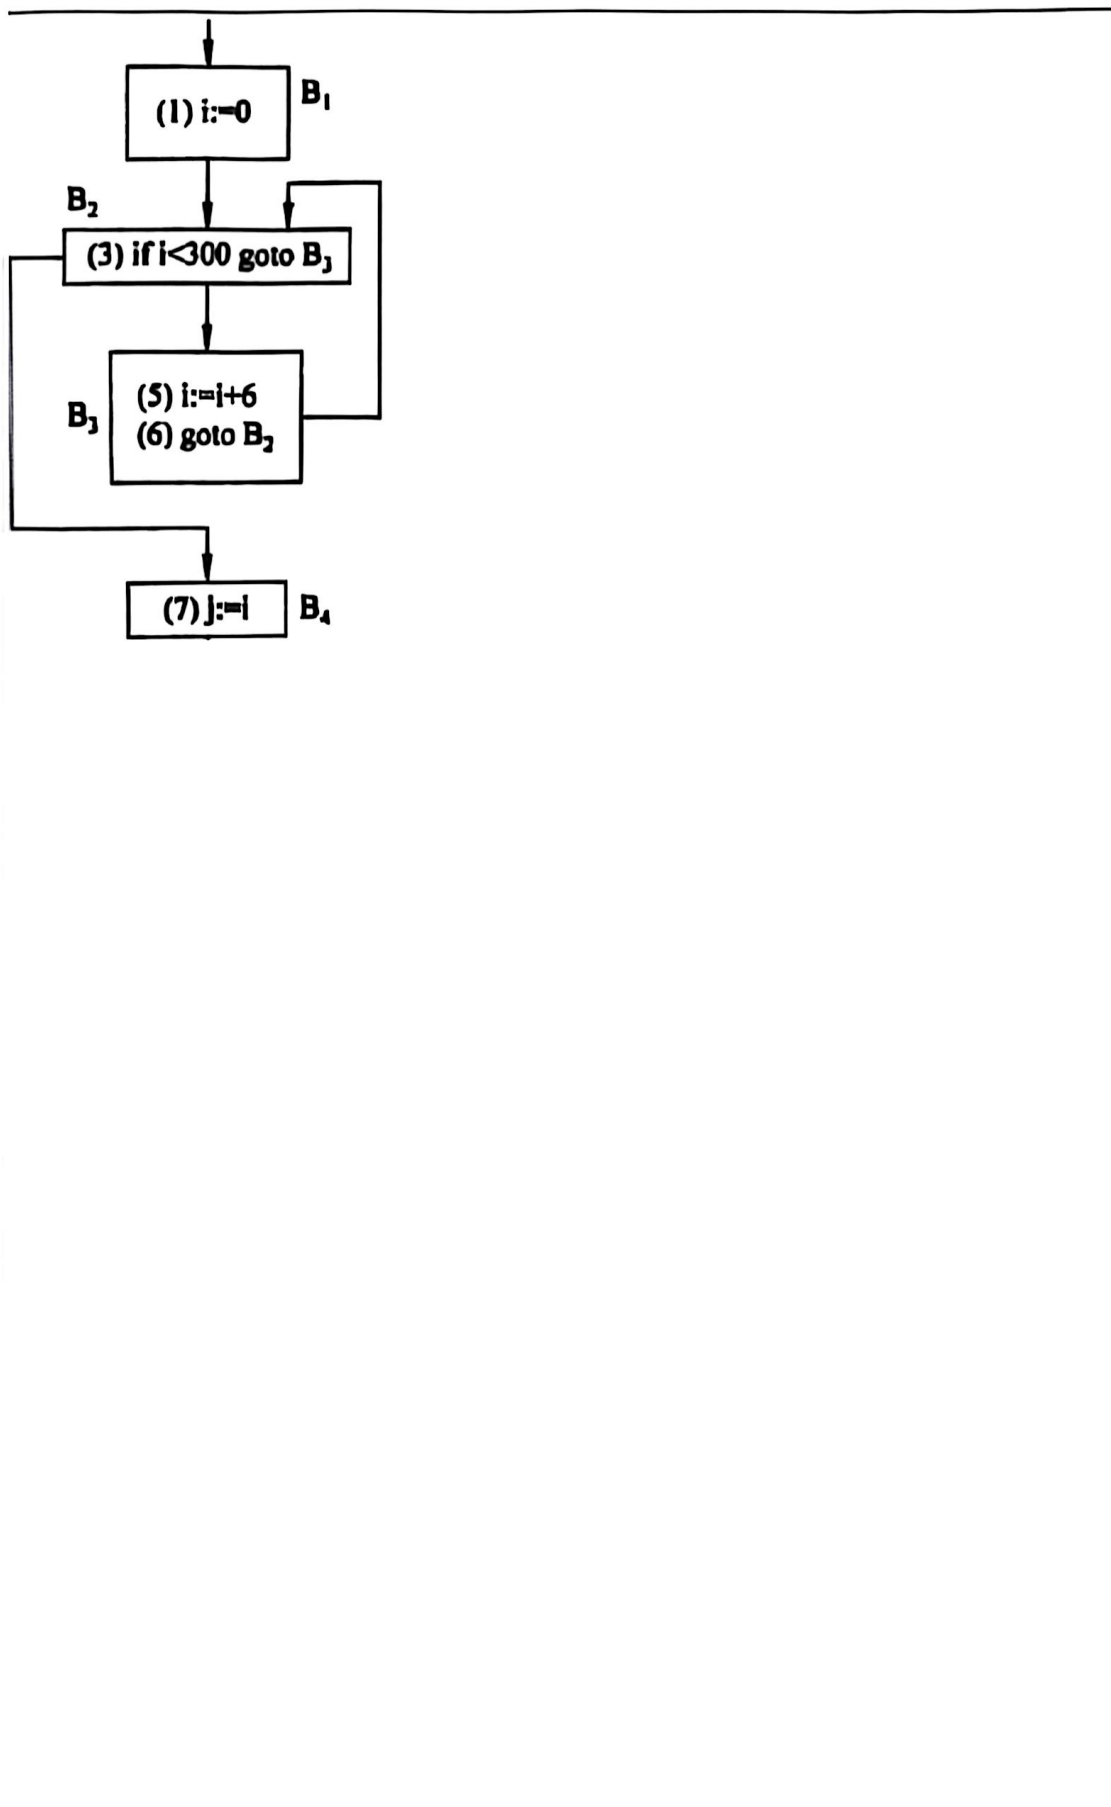 (1) i:=0
B₁
B₂
(3) if i<300 goto B₃
(5) i:=i+6
B₃
(6) goto B₂
(7) j:=i
B₄